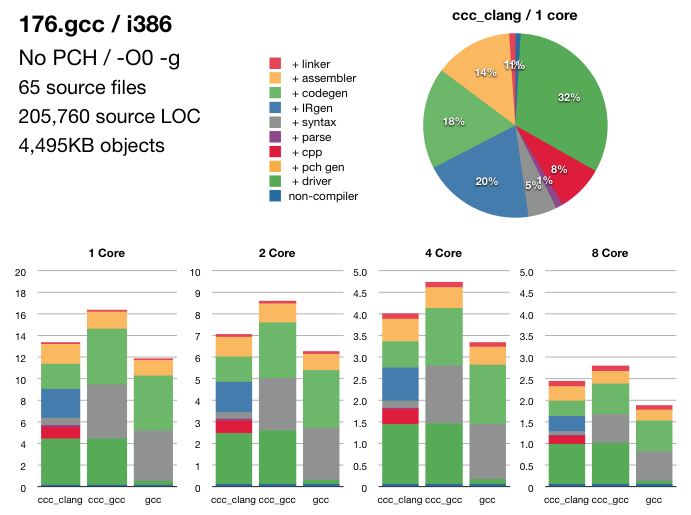 176.gcc / i386
No PCH / -O0 -g
65 source files
205,760 source LOC
4,495KB objects
+ linker
+ assembler
+ codegen
+ IRgen
+ syntax
+ parse
+ cpp
+ pch gen
+ driver
non-compiler
ccc_clang / 1 core
1%
1%
14%
32%
18%
8%
1%
5%
20%
1 Core
20
18
16
14
12
10
8
6
4
2
0
ccc_clang ccc_gcc gcc
2 Core
10
9
8
7
6
5
4
3
2
1
0
ccc_clang ccc_gcc gcc
4 Core
5.0
4.5
4.0
3.5
3.0
2.5
2.0
1.5
1.0
0.5
0
ccc_clang ccc_gcc gcc
8 Core
5.0
4.5
4.0
3.5
3.0
2.5
2.0
1.5
1.0
0.5
0
ccc_clang ccc_gcc gcc